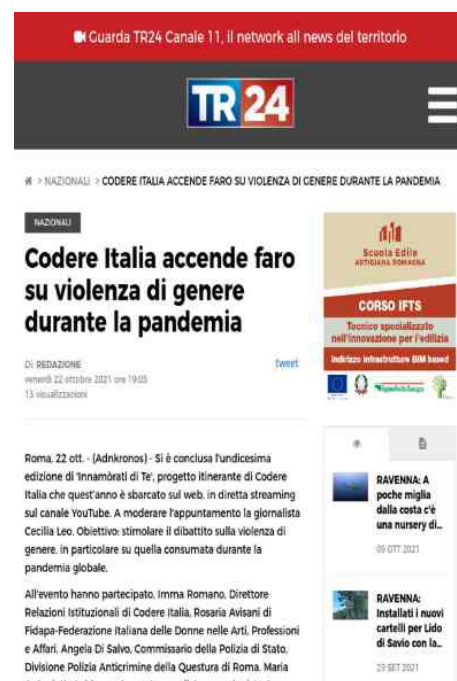 Guarda TR24 Canale 11, il network all news del territorio
TR 24
> NAZIONALI > CODERE ITALIA ACCENDE FARO SU VIOLENZA DI GENERE DURANTE LA PANDEMIA
NAZIONALI
Codere Italia accende faro
su violenza di genere
durante la pandemia
Di REDAZIONE
tweet
venerdì 22 ottobre 2021 ore 19:05
13 visualizzazioni
Roma, 22 ott. - (Adnkronos) - Si è conclusa l'undicesima
edizione di 'Innamòrati di Te', progetto itinerante di Codere
Italia che quest'anno è sbarcato sul web, in diretta streaming
sul canale YouTube. A moderare l'appuntamento la giornalista
Cecilia Leo. Obiettivo: stimolare il dibattito sulla violenza di
genere, in particolare su quella consumata durante la
pandemia globale.
All'evento hanno partecipato, Imma Romano, Direttore
Relazioni Istituzionali di Codere Italia, Rosaria Avisani di
Fidapa-Federazione Italiana delle Donne nelle Arti, Professioni
e Affari, Angela Di Salvo, Commissario della Polizia di Stato,
Divisione Polizia Anticrimine della Questura di Roma, Maria
Scuola Edile
ARTIGIANA ROMAGNA
CORSO IFTS
Tecnico specializzato
nell'innovazione per l'edilizia
Indirizzo infrastrutture BIM based
RAVENNA: A
poche miglia
dalla costa c'è
una nursery di...
09 OTT 2021
RAVENNA:
Installati i nuovi
cartelli per Lido
di Savio con la...
29 SET 2021